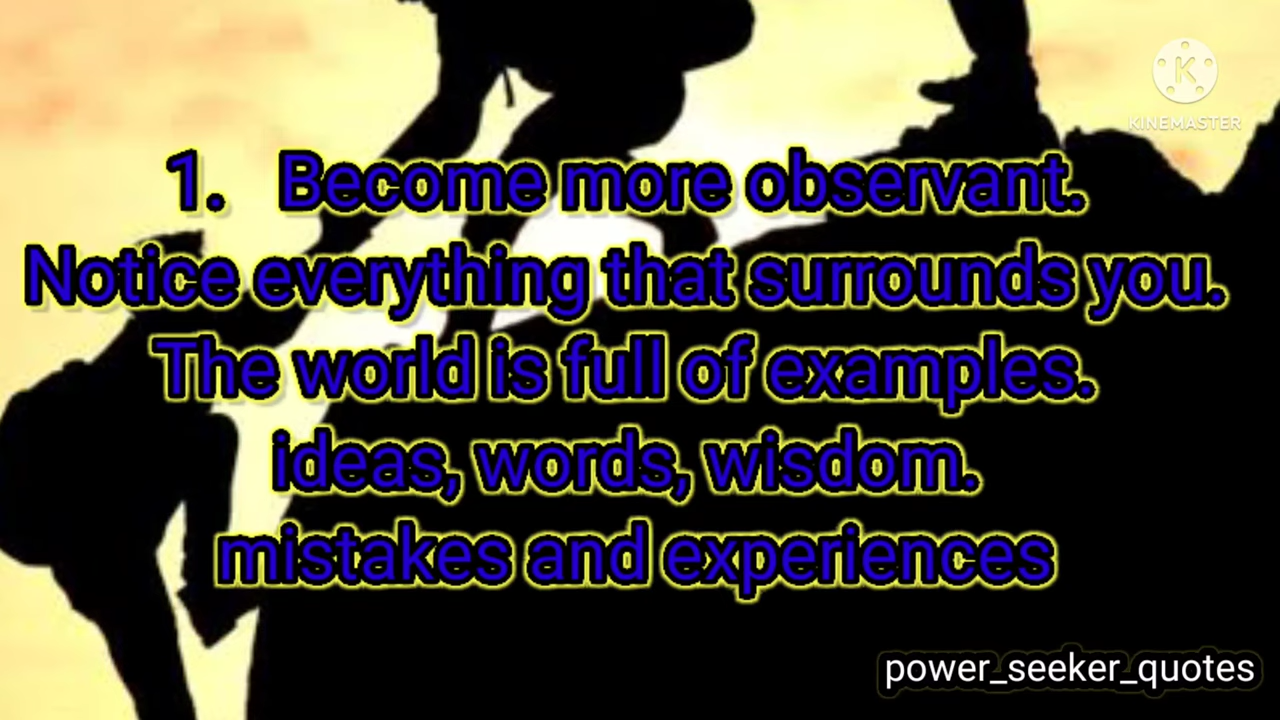 K
KINEMASTER
1. Become more observant.
Notice everything that surrounds you.
The world is full of examples.
ideas, words, wisdom.
mistakes and experiences
power_seeker_quotes